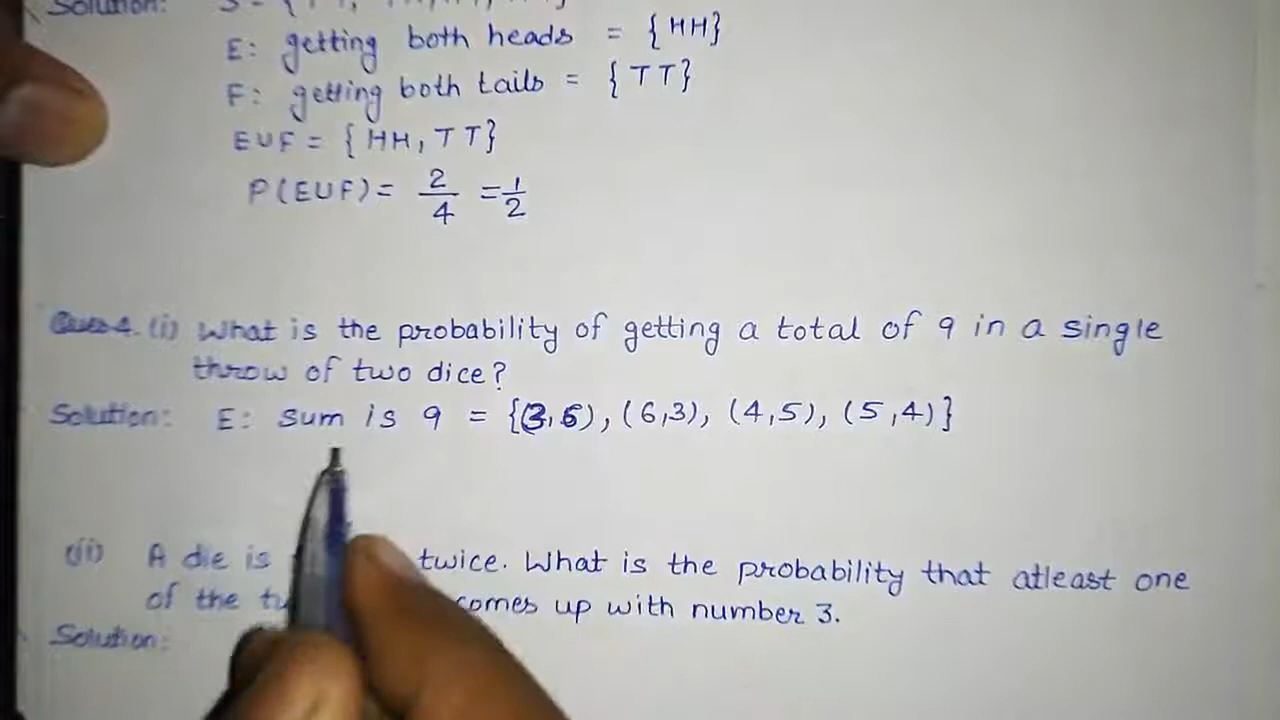 Solution: S = {
E: getting both heads = {HH}
F: getting both tails = {TT}
EUF = {HH, TT}
P(EUF) = 2/4 = 1/2
Ques 4. (i) What is the probability of getting a total of 9 in a single
throw of two dice?
Solution: E: sum is 9 = {(3,6), (6,3), (4,5), (5,4)}
(ii) A die is twice. What is the probability that atleast one
of the comes up with number 3.
Solution: